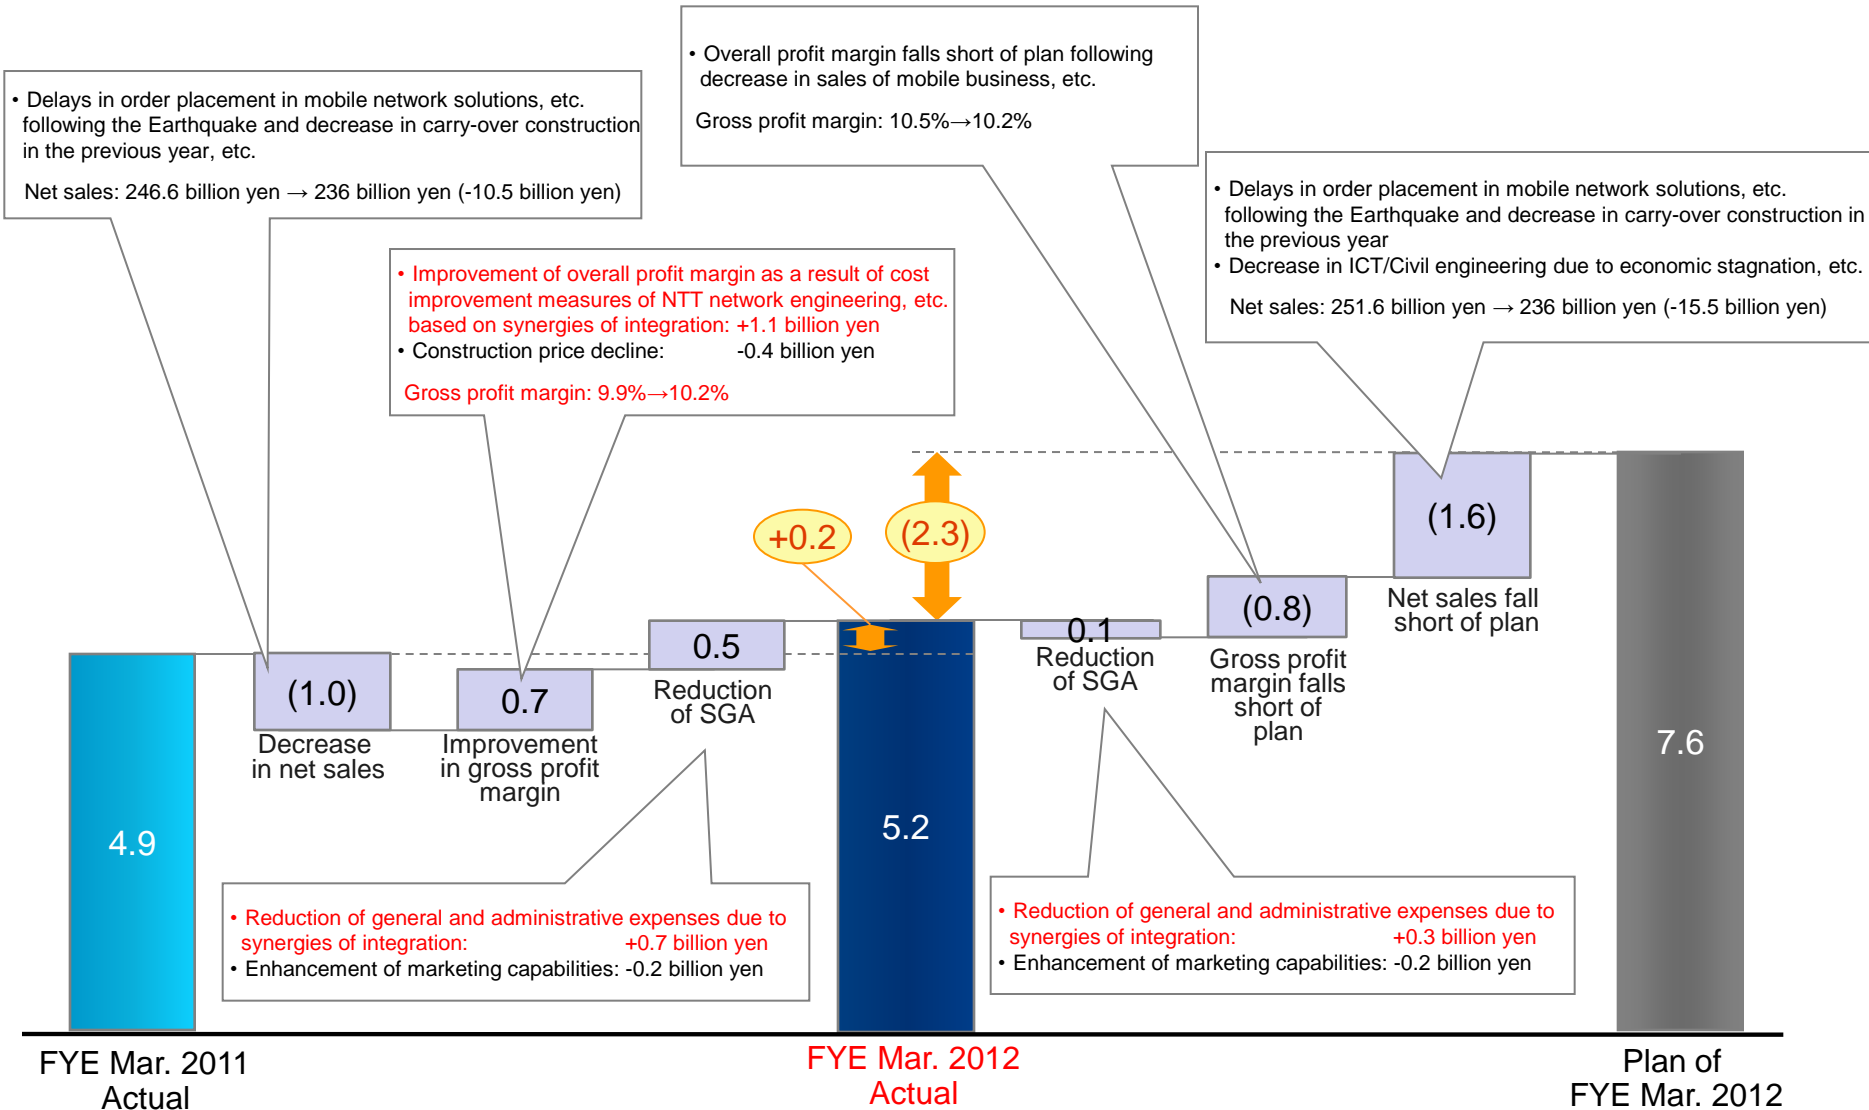 • Overall profit margin falls short of plan following
decrease in sales of mobile business, etc.
Gross profit margin: 10.5%→10.2%
• Delays in order placement in mobile network solutions, etc.
following the Earthquake and decrease in carry-over construction
in the previous year, etc.
Net sales: 246.6 billion yen → 236 billion yen (-10.5 billion yen)
• Delays in order placement in mobile network solutions, etc.
following the Earthquake and decrease in carry-over construction in
the previous year
• Decrease in ICT/Civil engineering due to economic stagnation, etc.
Net sales: 251.6 billion yen → 236 billion yen (-15.5 billion yen)
• Improvement of overall profit margin as a result of cost
improvement measures of NTT network engineering, etc.
based on synergies of integration: +1.1 billion yen
• Construction price decline: -0.4 billion yen
Gross profit margin: 9.9%→10.2%
+0.2
(2.3)
(1.6)
Net sales fall
short of plan
(0.8)
Gross profit
margin falls
short of
plan
0.1
Reduction
of SGA
0.5
Reduction
of SGA
(1.0)
Decrease
in net sales
0.7
Improvement
in gross profit
margin
4.9
5.2
7.6
• Reduction of general and administrative expenses due to
synergies of integration: +0.7 billion yen
• Enhancement of marketing capabilities: -0.2 billion yen
• Reduction of general and administrative expenses due to
synergies of integration: +0.3 billion yen
• Enhancement of marketing capabilities: -0.2 billion yen
FYE Mar. 2011
Actual
FYE Mar. 2012
Actual
Plan of
FYE Mar. 2012